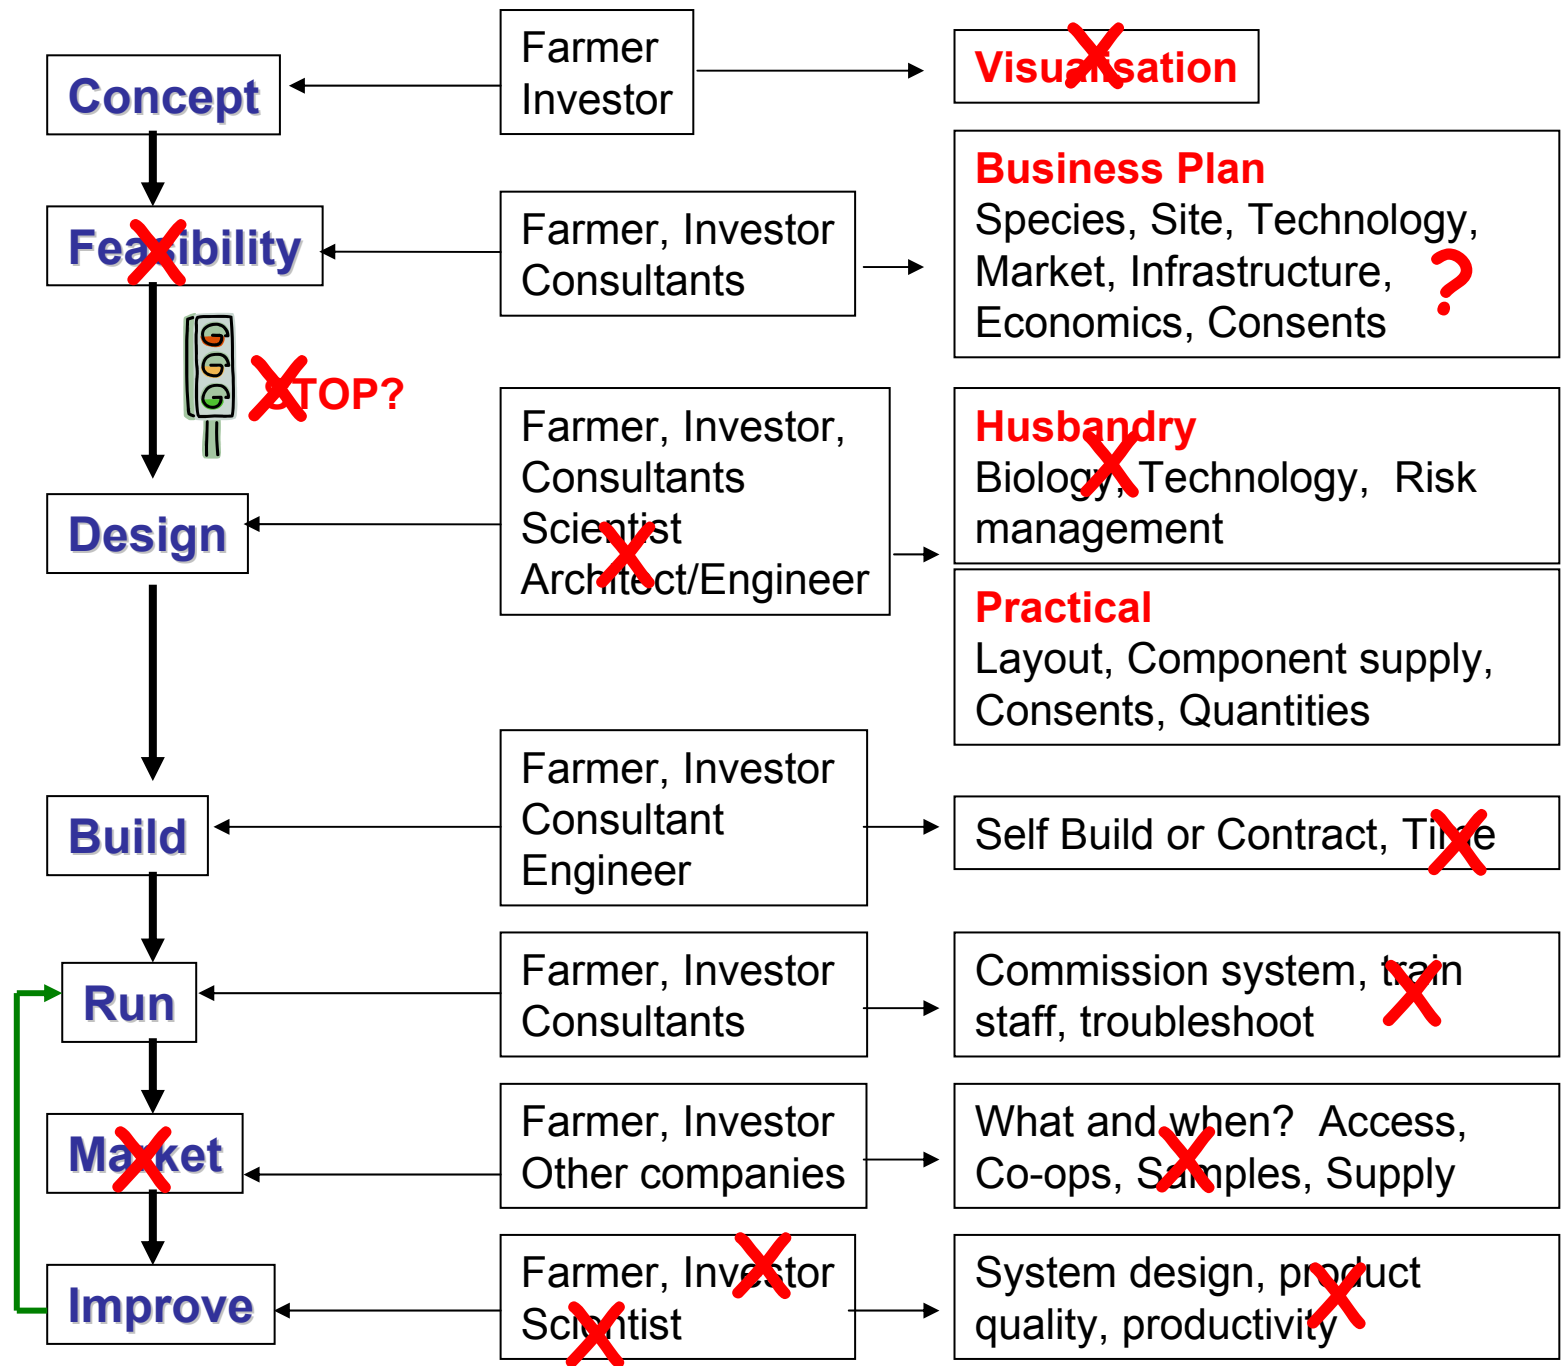 Concept
Farmer
Investor
Visualisation
Feasibility
Farmer, Investor
Consultants
Business Plan
Species, Site, Technology,
Market, Infrastructure,
Economics, Consents
?
STOP?
Design
Farmer, Investor,
Consultants
Scientist
Architect/Engineer
Husbandry
Biology, Technology, Risk
management
Practical
Layout, Component supply,
Consents, Quantities
Build
Farmer, Investor
Consultant
Engineer
Self Build or Contract, Time
Run
Farmer, Investor
Consultants
Commission system, train
staff, troubleshoot
Market
Farmer, Investor
Other companies
What and when? Access,
Co-ops, Samples, Supply
Improve
Farmer, Investor
Scientist
System design, product
quality, productivity